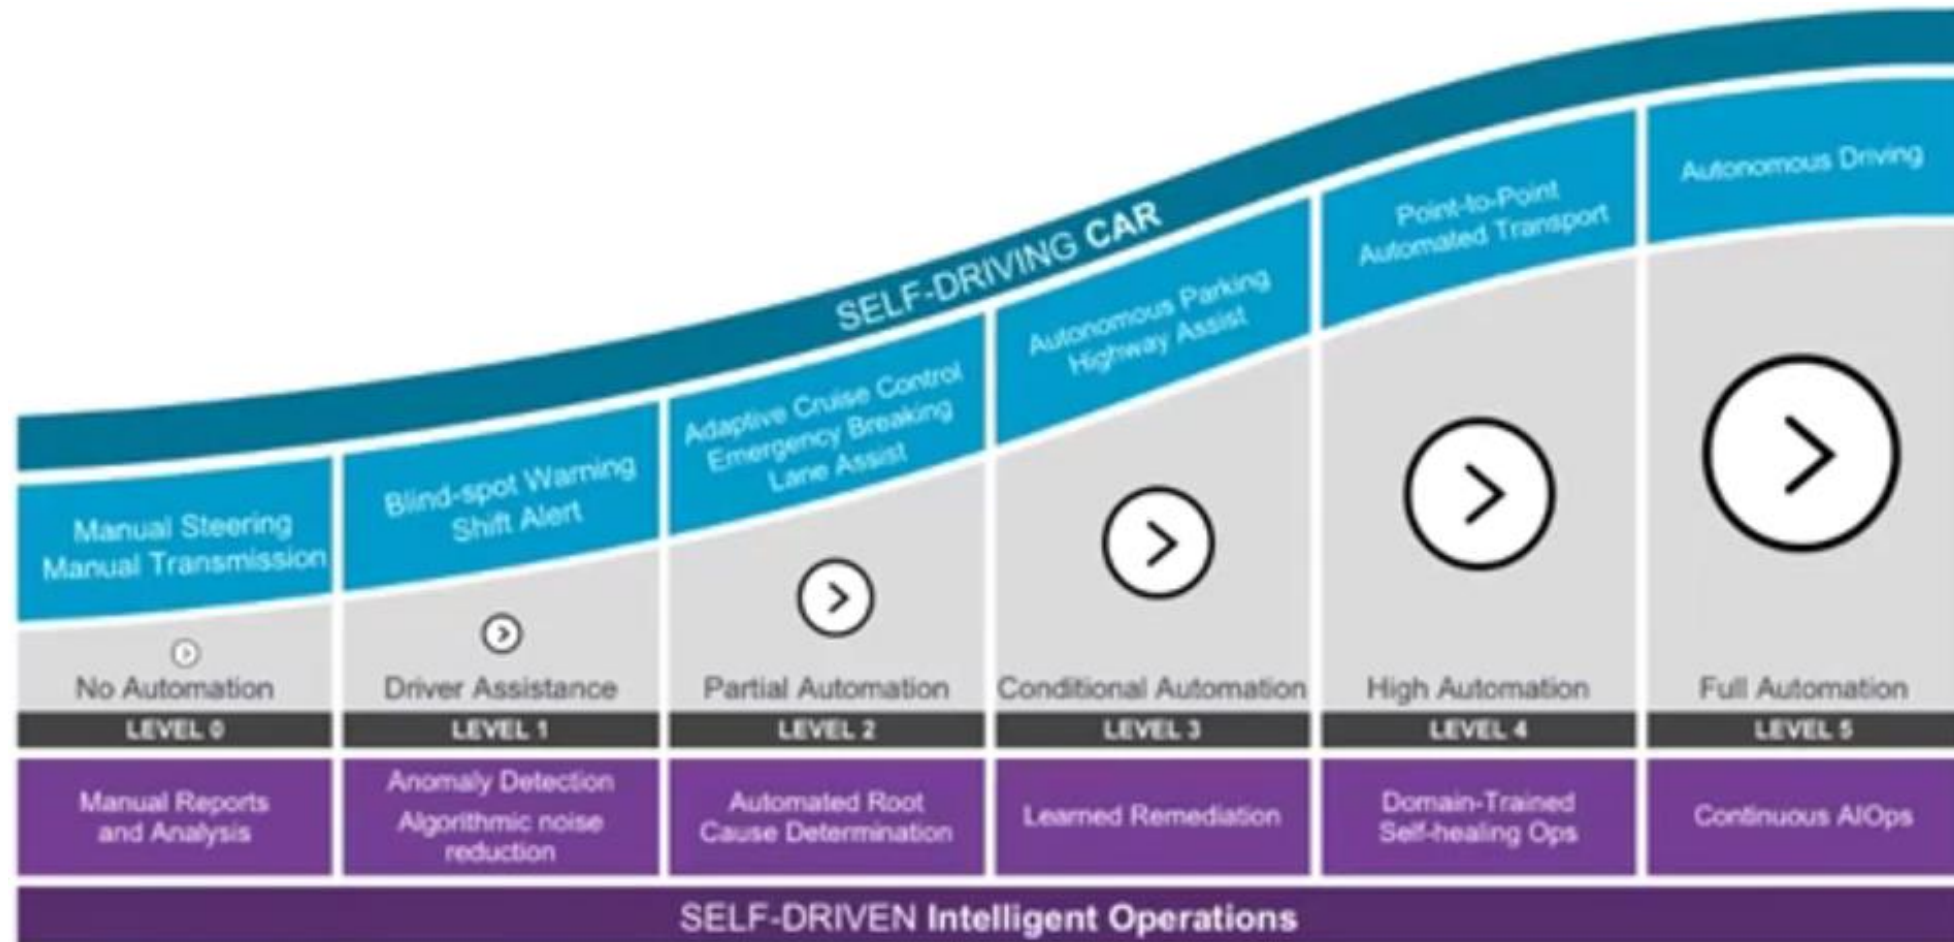 SELF-DRIVING CAR
Manual Steering
Manual Transmission
Blind-spot Warning
Shift Alert
Adaptive Cruise Control
Emergency Breaking
Lane Assist
Autonomous Parking
Highway Assist
Point-to-Point
Automated Transport
Autonomous Driving
No Automation
Driver Assistance
Partial Automation
Conditional Automation
High Automation
Full Automation
LEVEL 0
LEVEL 1
LEVEL 2
LEVEL 3
LEVEL 4
LEVEL 5
Manual Reports
and Analysis
Anomaly Detection
Algorithmic noise
reduction
Automated Root
Cause Determination
Learned Remediation
Domain-Trained
Self-healing Ops
Continuous AIOps
SELF-DRIVEN Intelligent Operations